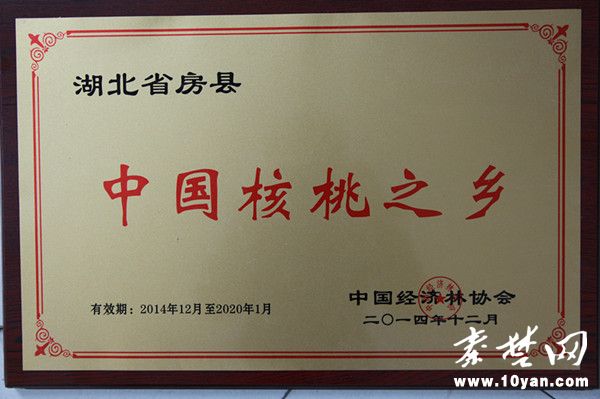 湖北省房县
中国核桃之乡
有效期：2014年12月至2020年1月
中国经济林协会
二〇一四年十二月
秦楚网
www.10yan.com